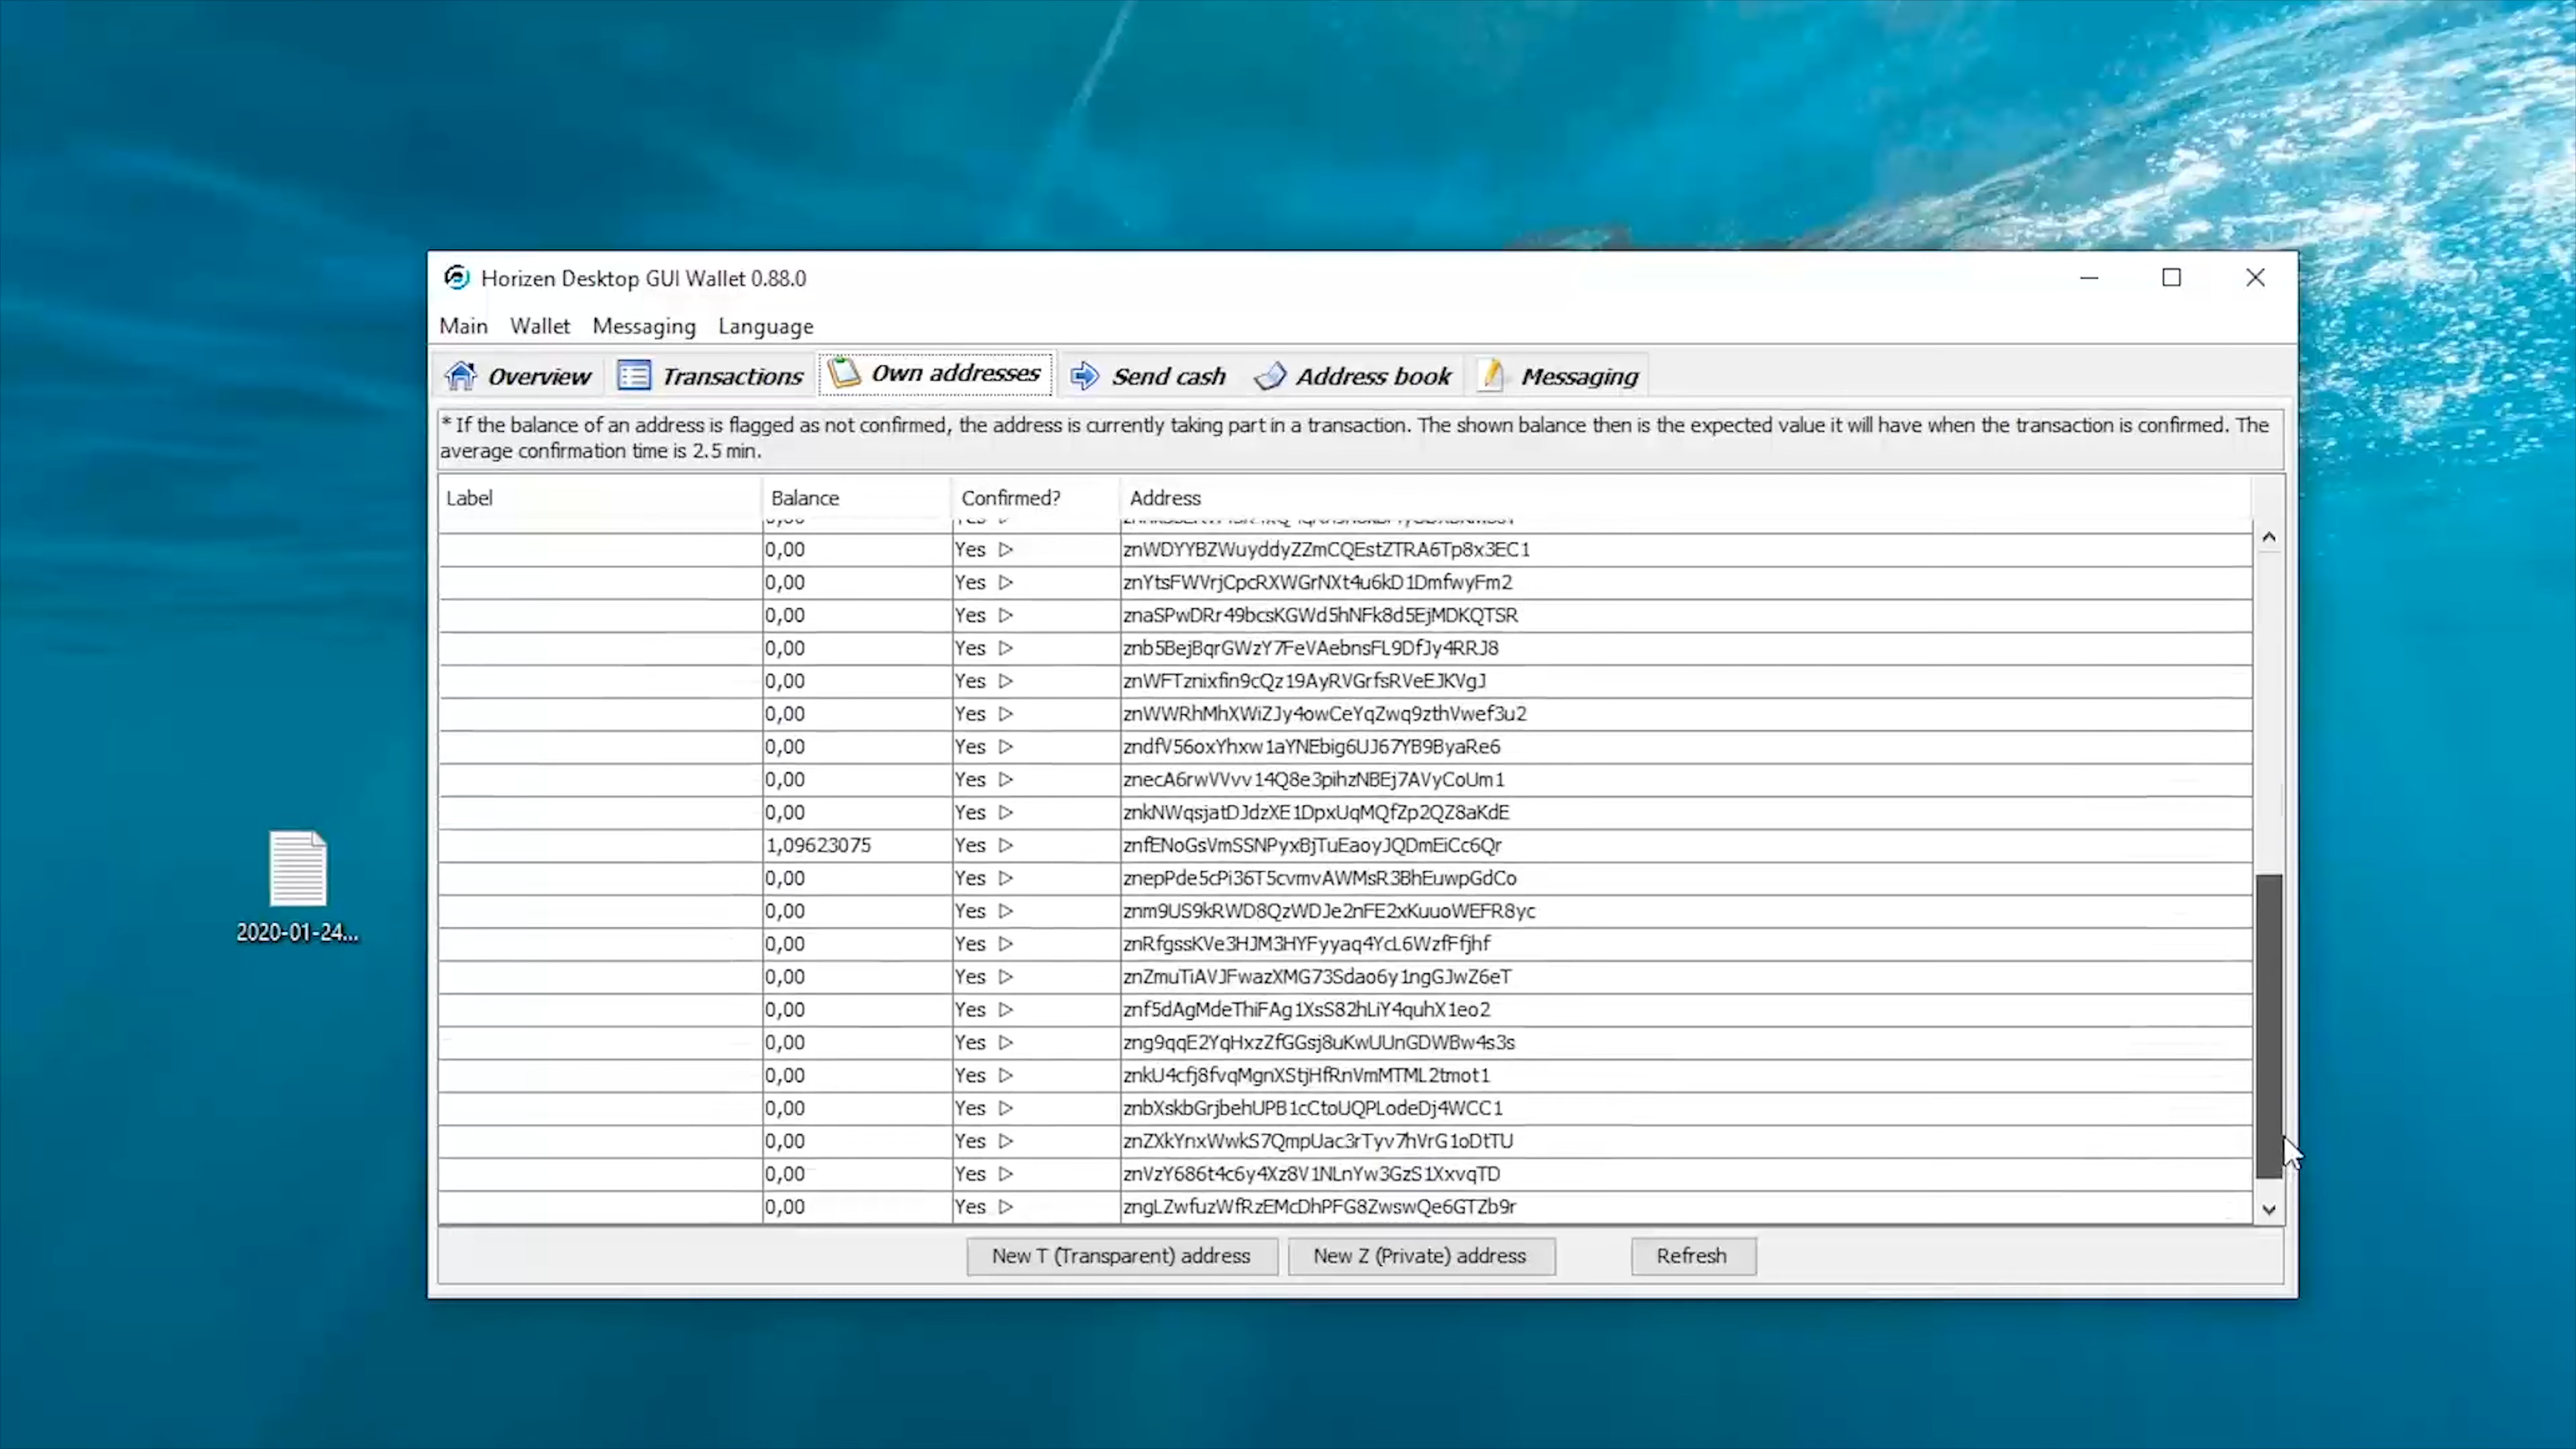 Horizen Desktop GUI Wallet 0.88.0
Main Wallet Messaging Language
Overview Transactions Own addresses Send cash Address book Messaging
* If the balance of an address is flagged as not confirmed, the address is currently taking part in a transaction. The shown balance then is the expected value it will have when the transaction is confirmed. The
average confirmation time is 2.5 min.
Label Balance Confirmed? Address
0,00 Yes znWDYYBZWuyddyZZmCQEstZTRA6Tp8x3EC1
0,00 Yes znYtsFWVrjCpcRXWGrNXt4u6kD1DmfwyFm2
0,00 Yes znaSPwDRr49bcsKGWd5hNFk8d5EjMDKQTSR
0,00 Yes znb5BejBqrGWzY7FeVAebnsFL9DfJy4RRJ8
0,00 Yes znWFTznixfin9cQz19AyRVGrfsRVeEJKVgJ
0,00 Yes znWWRhMhXWiZJy4owCeYqZwq9zthVwef3u2
0,00 Yes zndfV56oxYhxw1aYNEbig6UJ67YB9ByaRe6
0,00 Yes znecA6rwVVvv14Q8e3pihzNBEj7AVyCoUm1
0,00 Yes znkNWqsjatDJdzXE1DpxUqMQfZp2QZ8aKdE
1,09623075 Yes znfENoGsVmSSNPyxBjTuEaoyJQDmEiCc6Qr
0,00 Yes znepPde5cPi36T5cvmvAWMsR3BhEuwpGdCo
0,00 Yes znm9US9kRWD8QzWDJe2nFE2xKuuoWEFR8yc
0,00 Yes znRfgssKVe3HJM3HYFyyaq4YcL6WzfFfjhf
0,00 Yes znZmuTiAVJFwazXMG73Sdao6y1ngGJwZ6eT
0,00 Yes znf5dAgMdeThiFAg1XsS82hLiY4quhX1eo2
0,00 Yes zng9qqE2YqHxzZfGGsj8uKwUUnGDWBw4s3s
0,00 Yes znkU4cfj8fvqMgnXStjHfRnVmMTML2tmot1
0,00 Yes znbXskbGrjbehUPB1cCtoUQPLodeDj4WCC1
0,00 Yes znZXkYnxWwkS7QmpUac3rTyv7hVrG1oDtTU
0,00 Yes znVzY686t4c6y4Xz8V1NLnYw3GzS1XxvqTD
0,00 Yes zngLZwfuzWfRzEMcDhPFG8ZwswQe6GTZb9r
New T (Transparent) address New Z (Private) address Refresh
2020-01-24...